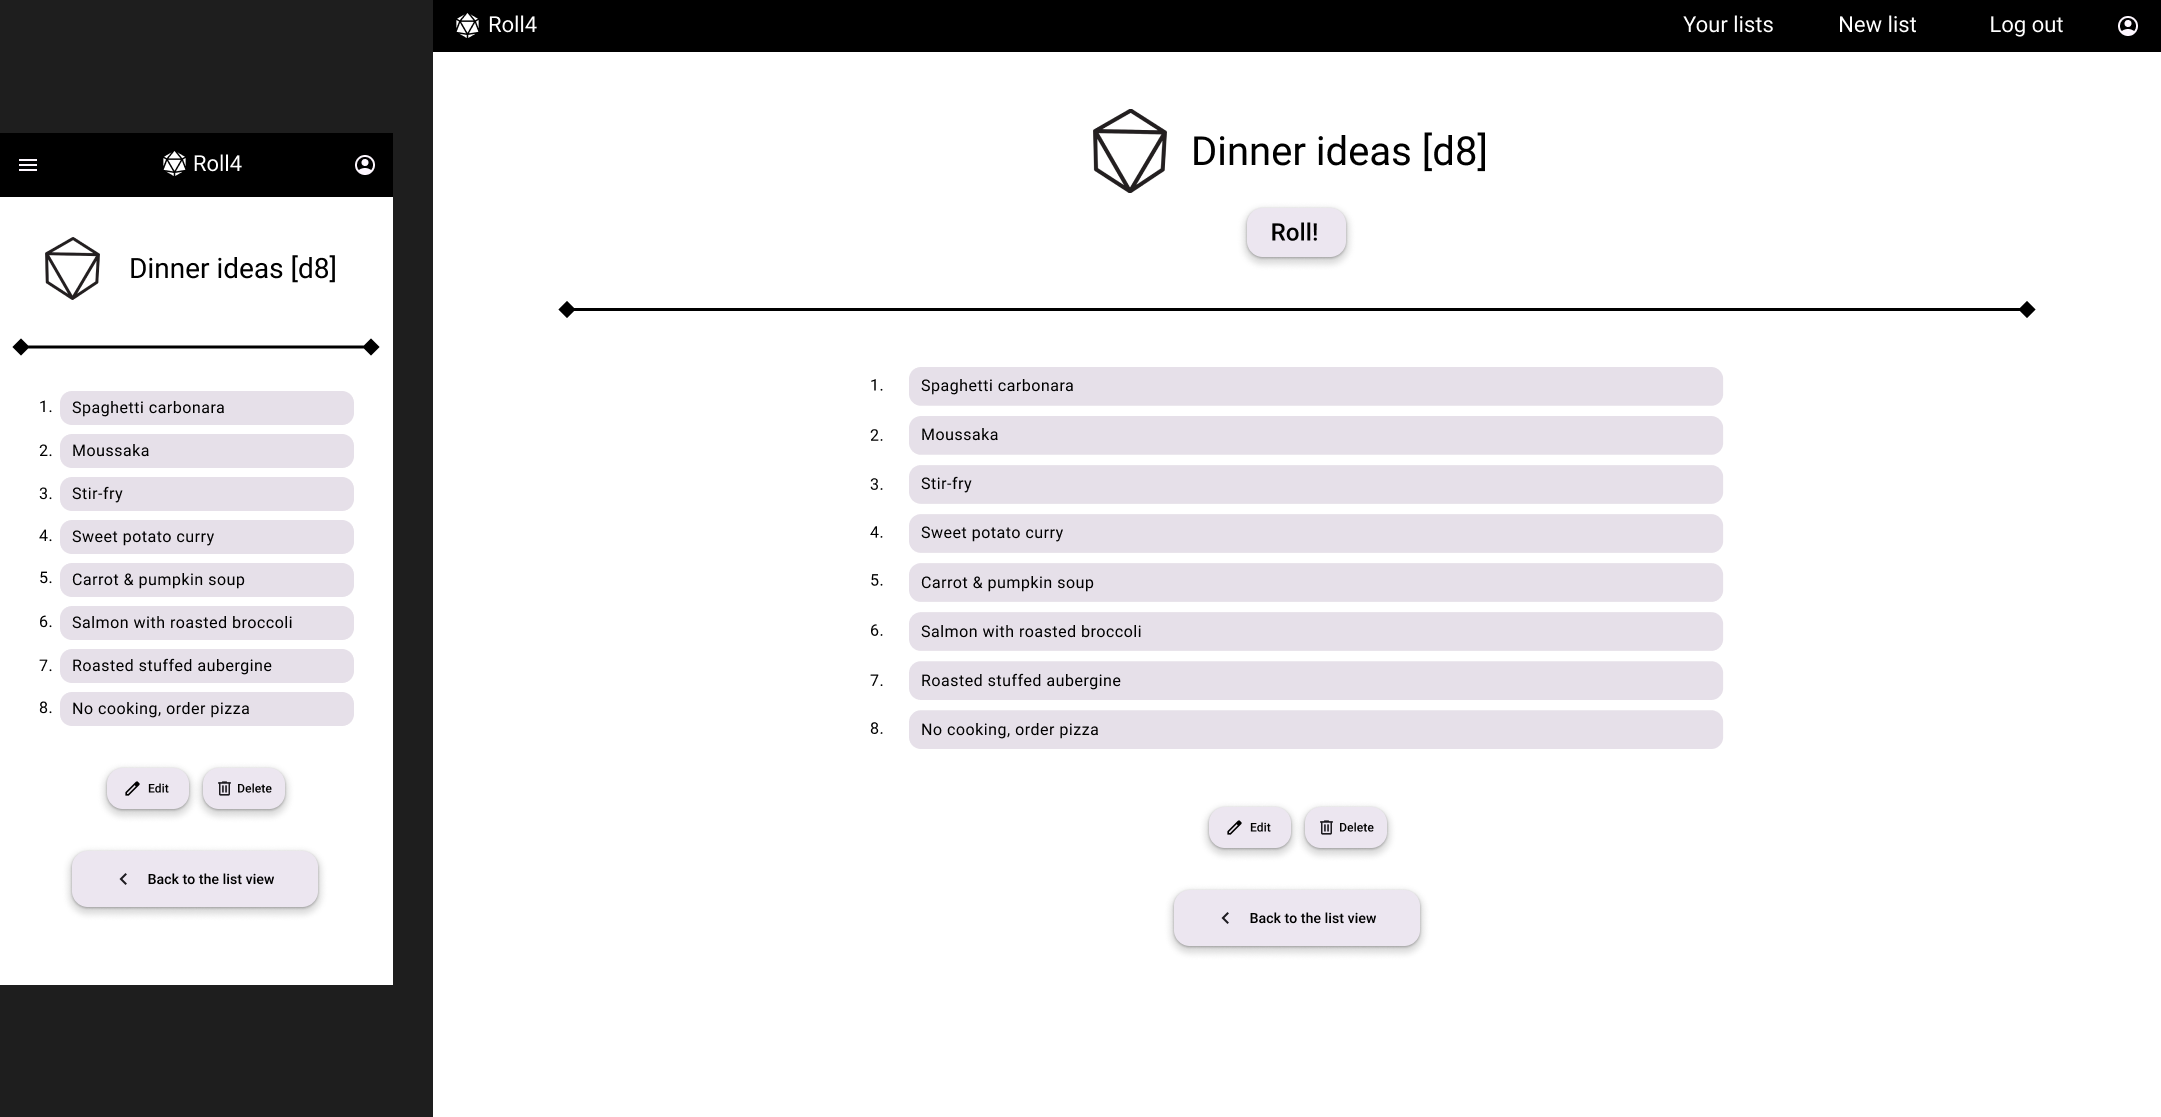 Roll4
Dinner ideas [d8]
1. Spaghetti carbonara
2. Moussaka
3. Stir-fry
4. Sweet potato curry
5. Carrot & pumpkin soup
6. Salmon with roasted broccoli
7. Roasted stuffed aubergine
8. No cooking, order pizza
Edit Delete
Back to the list view
Roll4 Your lists New list Log out
Dinner ideas [d8]
Roll!
1. Spaghetti carbonara
2. Moussaka
3. Stir-fry
4. Sweet potato curry
5. Carrot & pumpkin soup
6. Salmon with roasted broccoli
7. Roasted stuffed aubergine
8. No cooking, order pizza
Edit Delete
Back to the list view